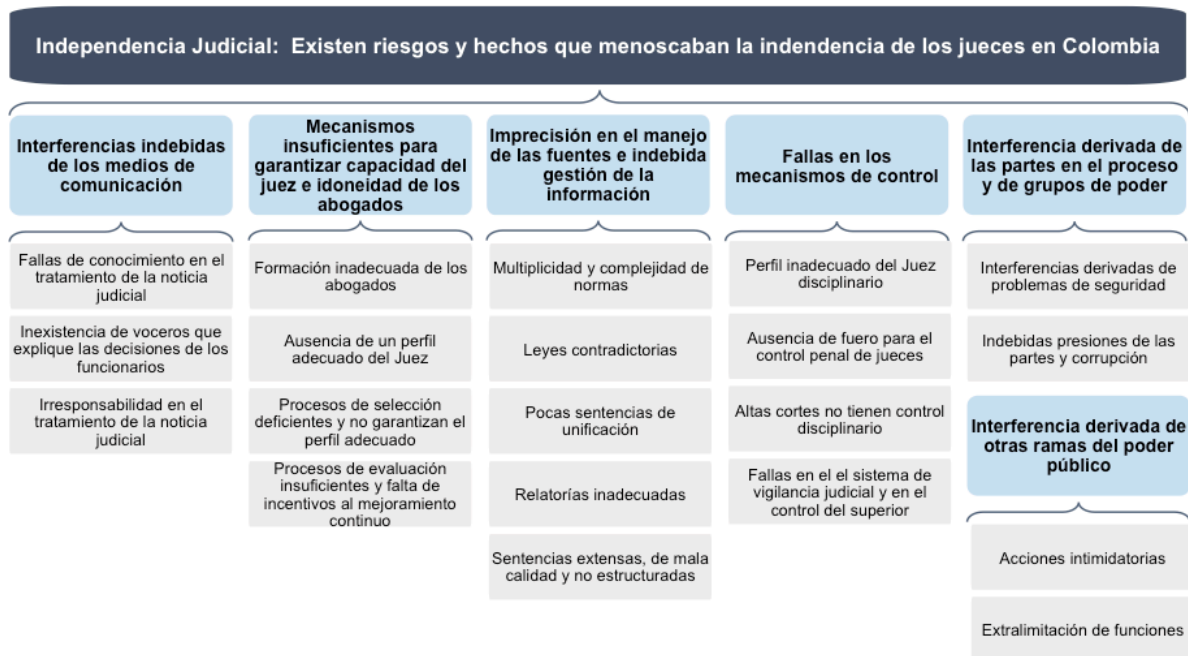 Independencia Judicial: Existen riesgos y hechos que menoscaban la indendencia de los jueces en Colombia
Interferencias indebidas
de los medios de
comunicación
Fallas de conocimiento en el
tratamiento de la noticia
judicial
Inexistencia de voceros que
explique las decisiones de los
funcionarios
Irresponsabilidad en el
tratamiento de la noticia
judicial
Mecanismos
insuficientes para
garantizar capacidad del
juez e idoneidad de los
abogados
Formación inadecuada de los
abogados
Ausencia de un perfil
adecuado del Juez
Procesos de selección
deficientes y no garantizan el
perfil adecuado
Procesos de evaluación
insuficientes y falta de
incentivos al mejoramiento
continuo
Imprecisión en el manejo
de las fuentes e indebida
gestión de la
información
Multiplicidad y complejidad de
normas
Leyes contradictorias
Pocas sentencias de
unificación
Relatorías inadecuadas
Sentencias extensas, de mala
calidad y no estructuradas
Fallas en los
mecanismos de control
Perfil inadecuado del Juez
disciplinario
Ausencia de fuero para el
control penal de jueces
Altas cortes no tienen control
disciplinario
Fallas en el el sistema de
vigilancia judicial y en el
control del superior
Interferencia derivada de
las partes en el proceso
y de grupos de poder
Interferencias derivadas de
problemas de seguridad
Indebidas presiones de las
partes y corrupción
Interferencia derivada de
otras ramas del poder
público
Acciones intimidatorias
Extralimitación de funciones